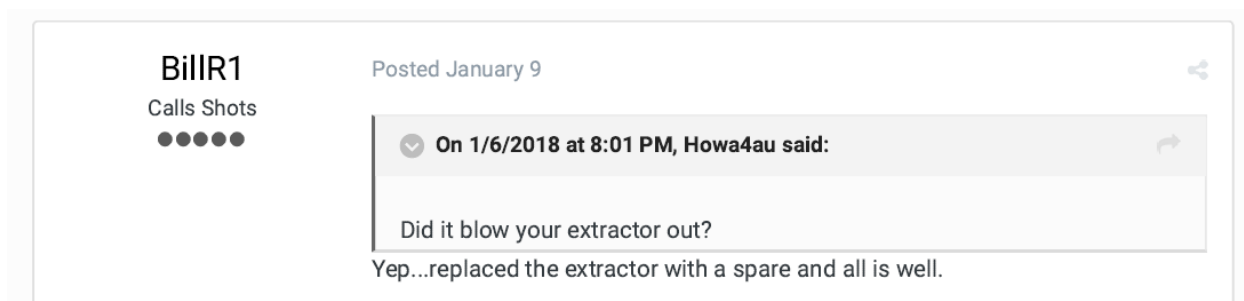 BillR1
Calls Shots
Posted January 9
On 1/6/2018 at 8:01 PM, Howa4au said:
Did it blow your extractor out?
Yep...replaced the extractor with a spare and all is well.